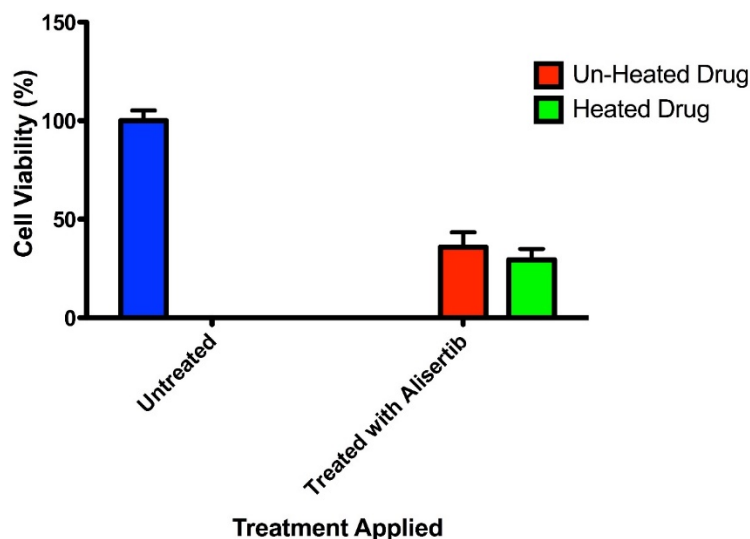 150
100
50
0
Cell Viability (%)
Un-Heated Drug
Heated Drug
Untreated
Treated with Alisertib
Treatment Applied